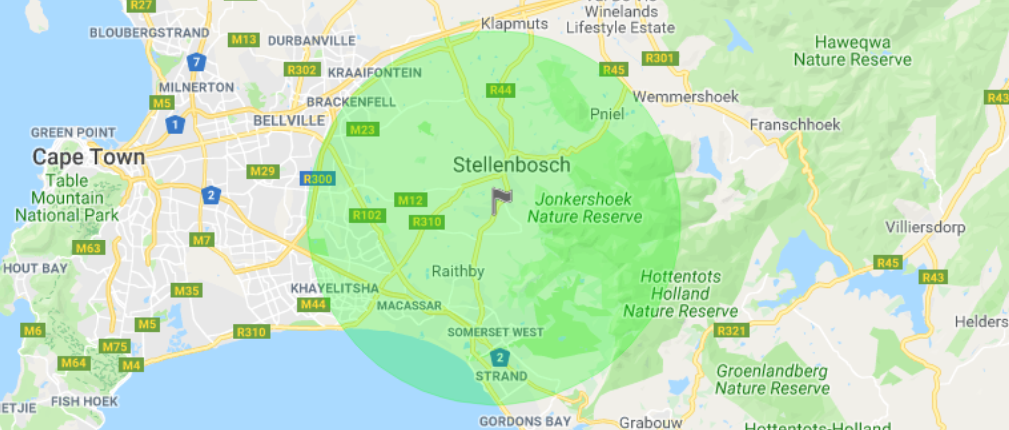 R27
Klapmuts
Winelands
Lifestyle Estate
BLOUBERGSTRAND
M13
DURBANVILLE
Haweqwa
Nature Reserve
7
R302
KRAAIFONTEIN
R45
R301
MILNERTON
R44
Wemmershoek
R43
M5
BRACKENFELL
Pniel
1
BELLVILLE
M23
Franschhoek
GREEN POINT
Cape Town
Stellenbosch
Table
Mountain
National Park
M29
R300
2
M12
Jonkershoek
Nature Reserve
R102
R310
M63
M7
Villiersdorp
HOUT BAY
Raithby
R45
R43
M35
KHAYELITSHA
Hottentots
Holland
Nature Reserve
M44
MACASSAR
M6
M5
R310
SOMERSET WEST
R321
Helders
M75
M64
M4
2
STRAND
Groenlandberg
Nature Reserve
ETJIE
FISH HOEK
GORDONS BAY
Grabouw
Hottentots-Holland